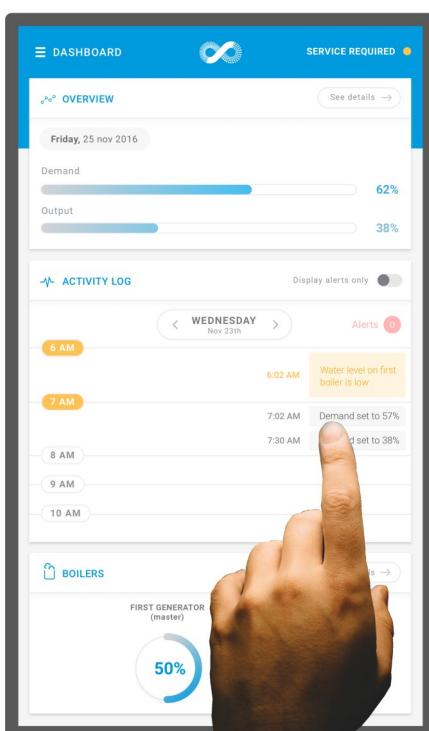 DASHBOARD
SERVICE REQUIRED
OVERVIEW
See details →
Friday, 25 nov 2016
Demand
62%
Output
38%
ACTIVITY LOG
Display alerts only
< WEDNESDAY >
Nov 23th
Alerts 0
6 AM
6:02 AM
Water level on first
boiler is low
7 AM
7:02 AM
Demand set to 57%
7:30 AM
set to 38%
8 AM
9 AM
10 AM
BOILERS
→
FIRST GENERATOR
(master)
50%